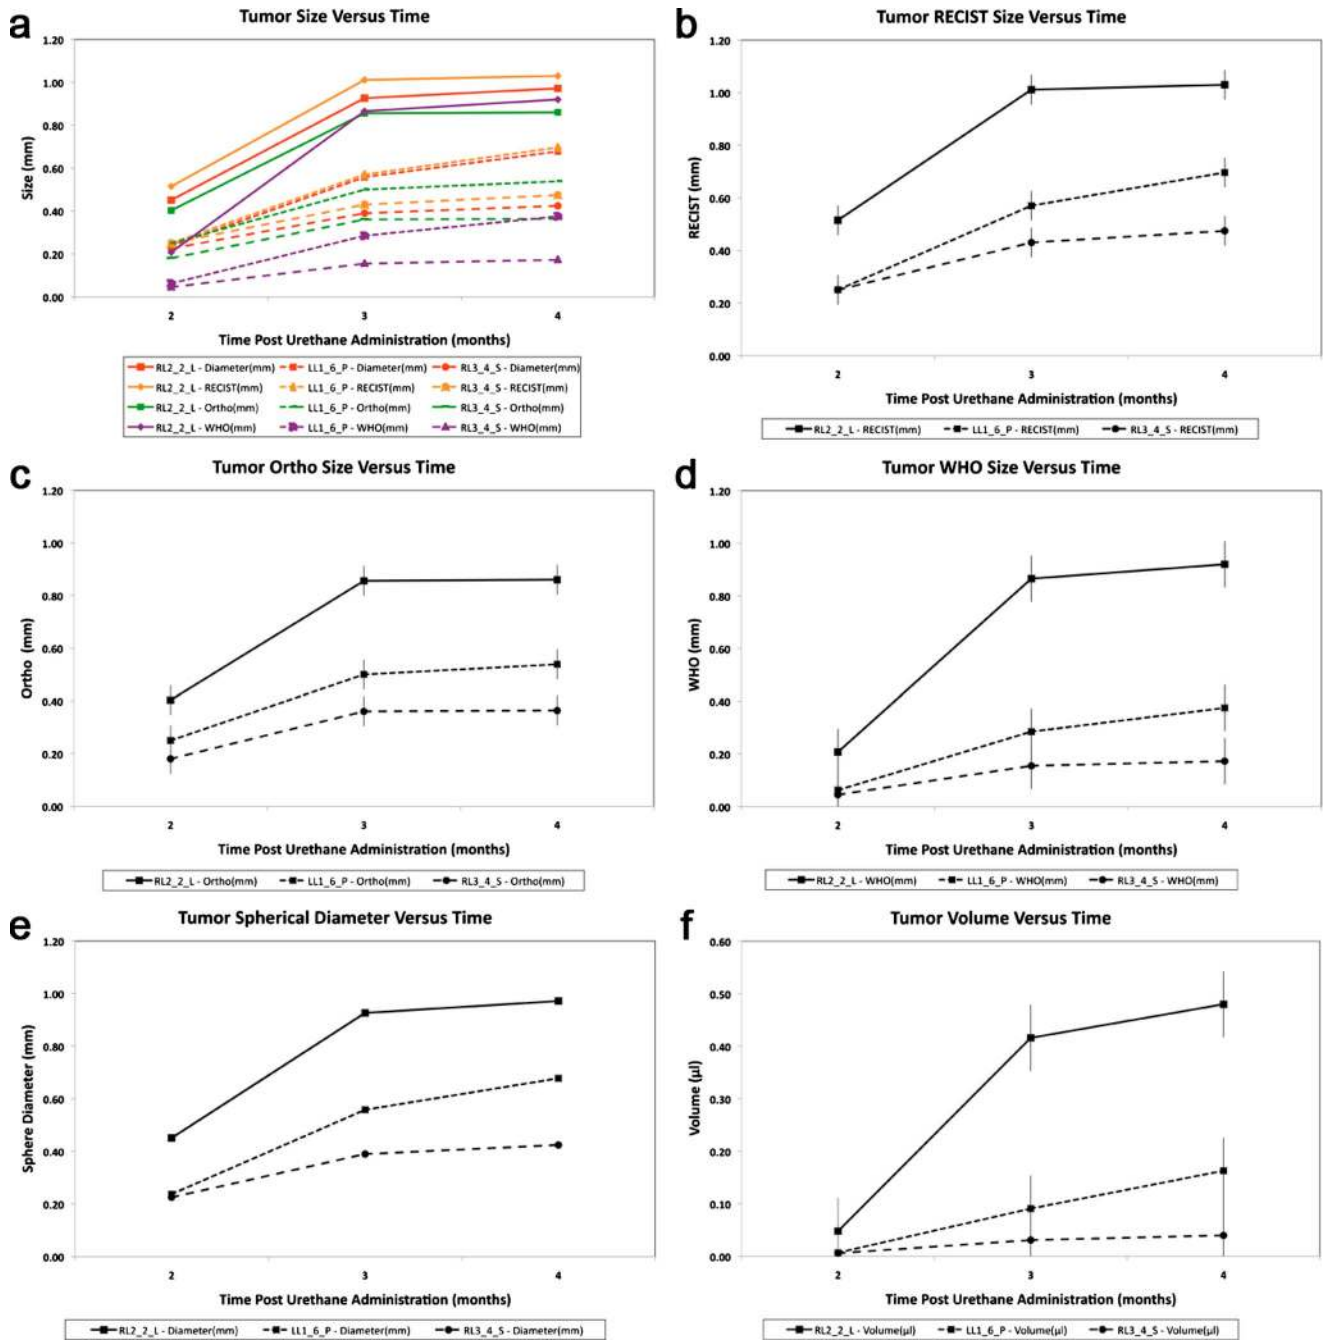 a
Tumor Size Versus Time
1.20
1.00
0.80
0.60
0.40
0.20
0.00
Size (mm)
2 3 4
Time Post Urethane Administration (months)
RL2_2_L - Diameter(mm) LL1_6_P - Diameter(mm) RL3_4_S - Diameter(mm)
RL2_2_L - RECIST(mm) LL1_6_P - RECIST(mm) RL3_4_S - RECIST(mm)
RL2_2_L - Ortho(mm) LL1_6_P - Ortho(mm) RL3_4_S - Ortho(mm)
RL2_2_L - WHO(mm) LL1_6_P - WHO(mm) RL3_4_S - WHO(mm)
b
Tumor RECIST Size Versus Time
1.20
1.00
0.80
0.60
0.40
0.20
0.00
RECIST (mm)
2 3 4
Time Post Urethane Administration (months)
RL2_2_L - RECIST(mm) LL1_6_P - RECIST(mm) RL3_4_S - RECIST(mm)
c
Tumor Ortho Size Versus Time
1.20
1.00
0.80
0.60
0.40
0.20
0.00
Ortho (mm)
2 3 4
Time Post Urethane Administration (months)
RL2_2_L - Ortho(mm) LL1_6_P - Ortho(mm) RL3_4_S - Ortho(mm)
d
Tumor WHO Size Versus Time
1.20
1.00
0.80
0.60
0.40
0.20
0.00
WHO (mm)
2 3 4
Time Post Urethane Administration (months)
RL2_2_L - WHO(mm) LL1_6_P - WHO(mm) RL3_4_S - WHO(mm)
e
Tumor Spherical Diameter Versus Time
1.20
1.00
0.80
0.60
0.40
0.20
0.00
Sphere Diameter (mm)
2 3 4
Time Post Urethane Administration (months)
RL2_2_L - Diameter(mm) LL1_6_P - Diameter(mm) RL3_4_S - Diameter(mm)
f
Tumor Volume Versus Time
0.60
0.50
0.40
0.30
0.20
0.10
0.00
Volume (µl)
2 3 4
Time Post Urethane Administration (months)
RL2_2_L - Volume(µl) LL1_6_P - Volume(µl) RL3_4_S - Volume(µl)